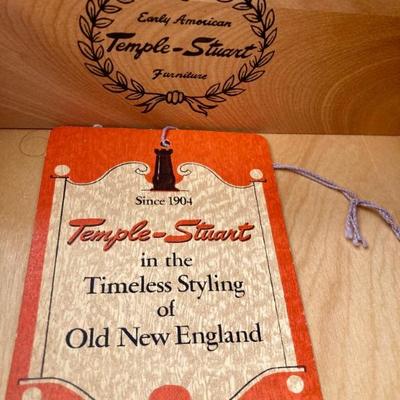 Early American
Temple-Stuart
Furniture
Since 1904
Temple-Stuart
in the
Timeless Styling
of
Old New England